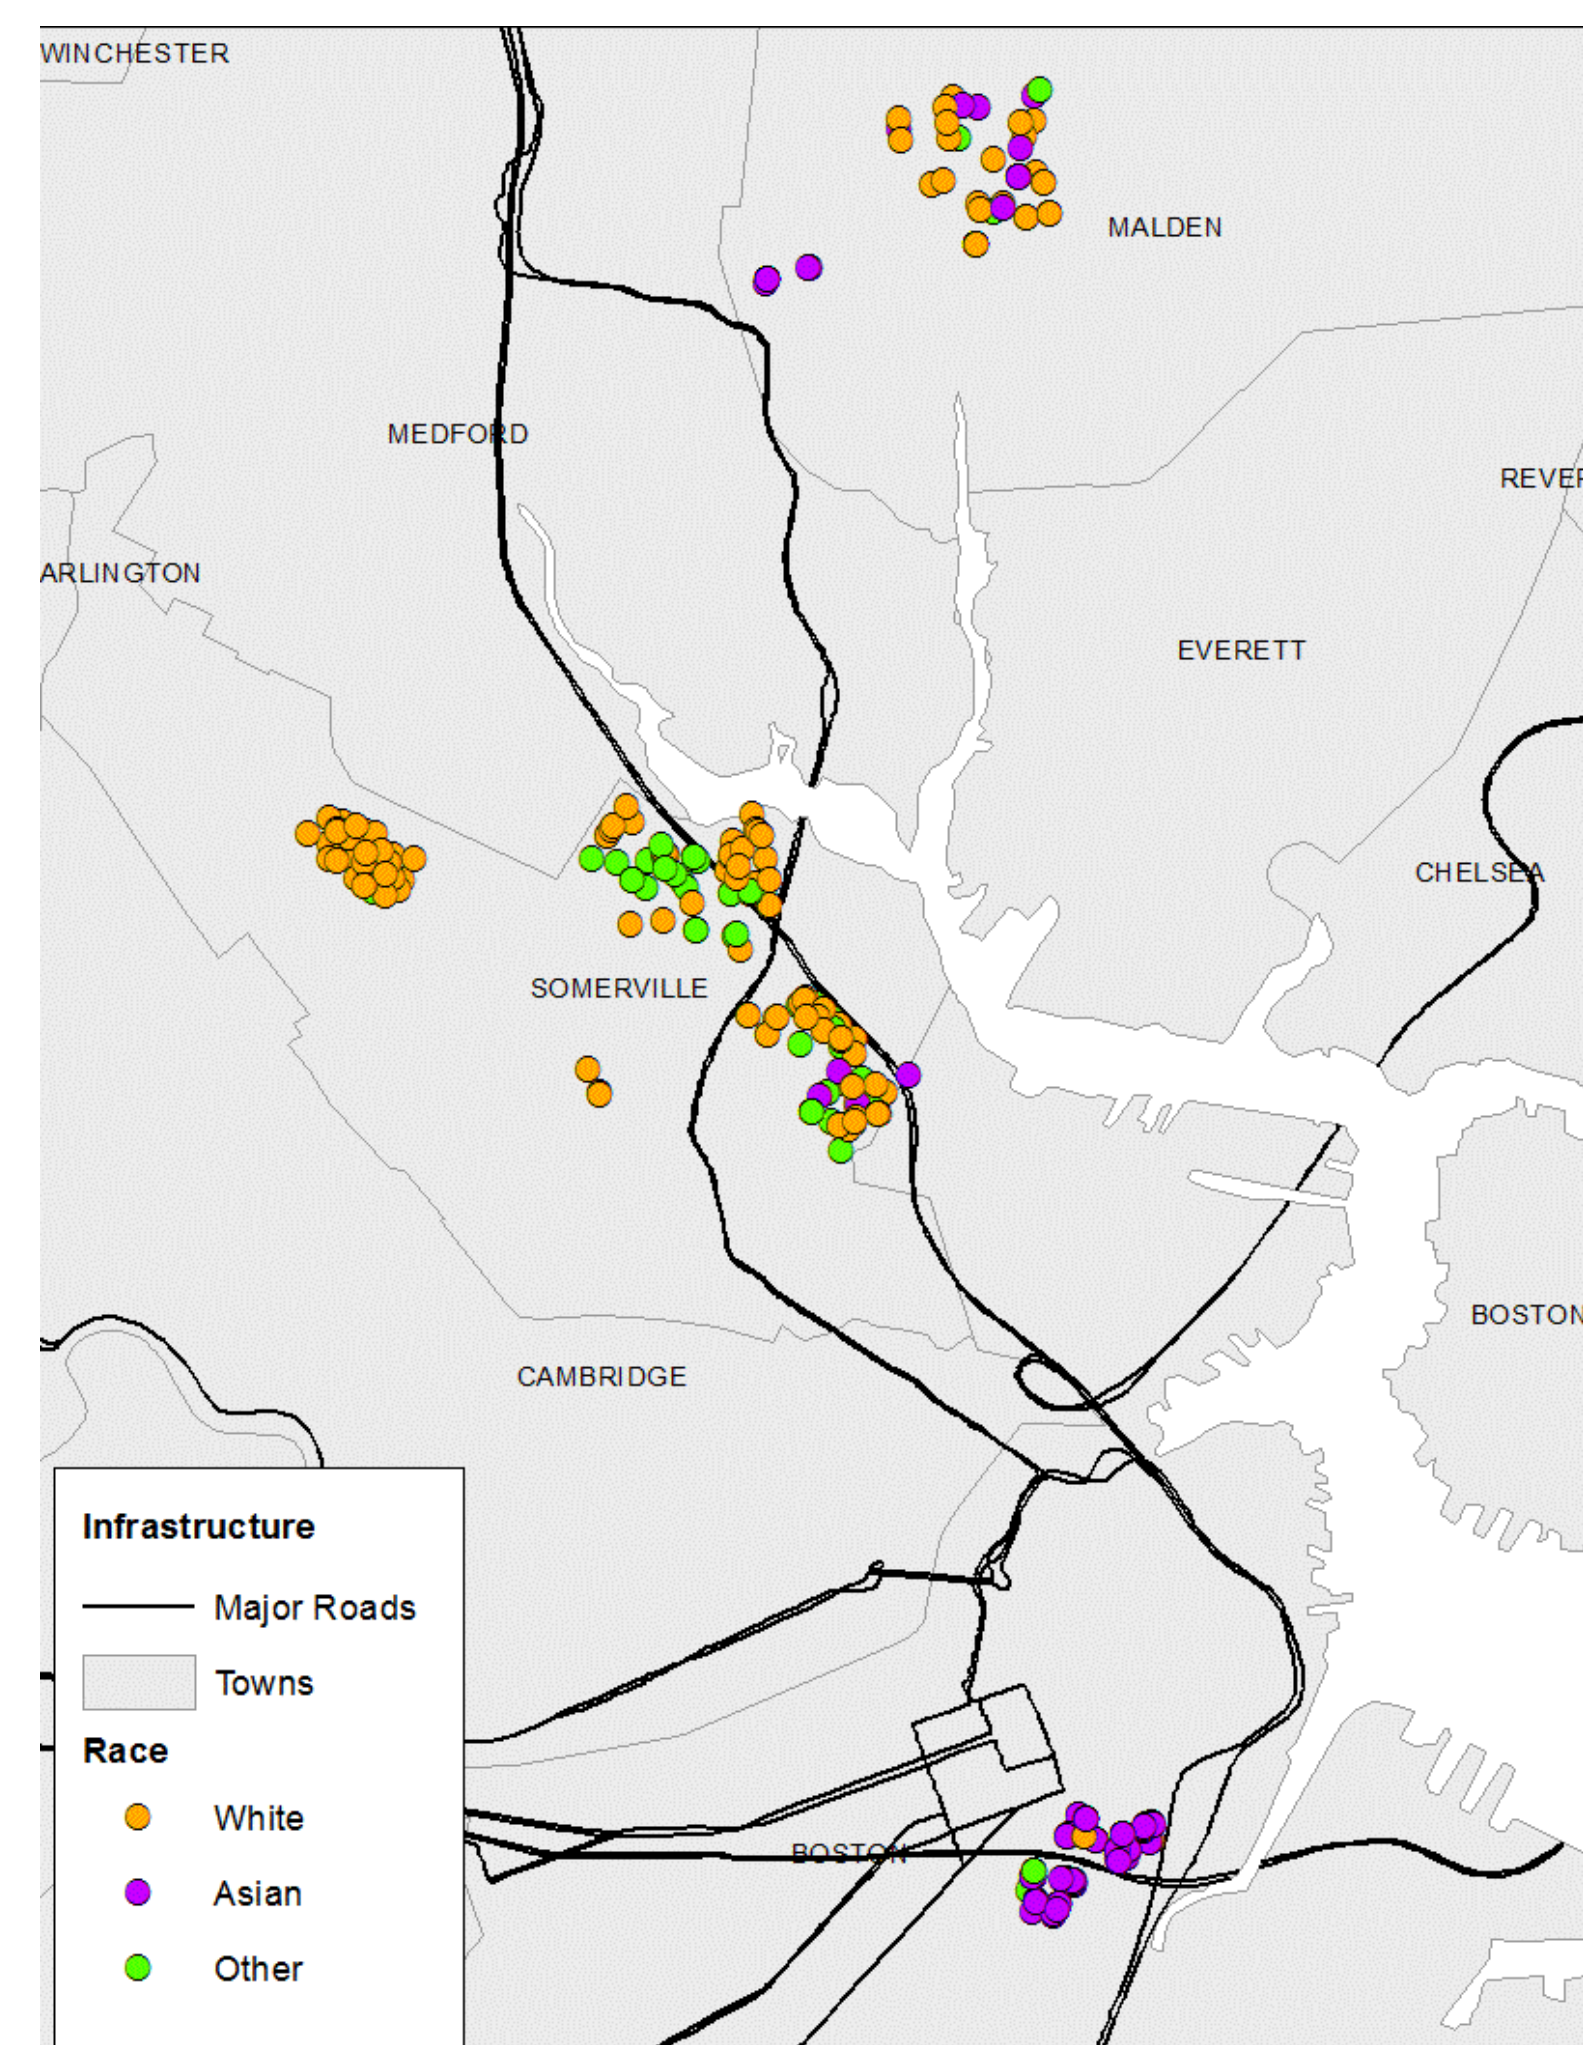 WINCHESTER
MALDEN
MEDFORD
REVER
ARLINGTON
EVERETT
CHELSEA
SOMERVILLE
BOSTON
CAMBRIDGE
Infrastructure
Major Roads
Towns
Race
White
BOSTON
Asian
Other